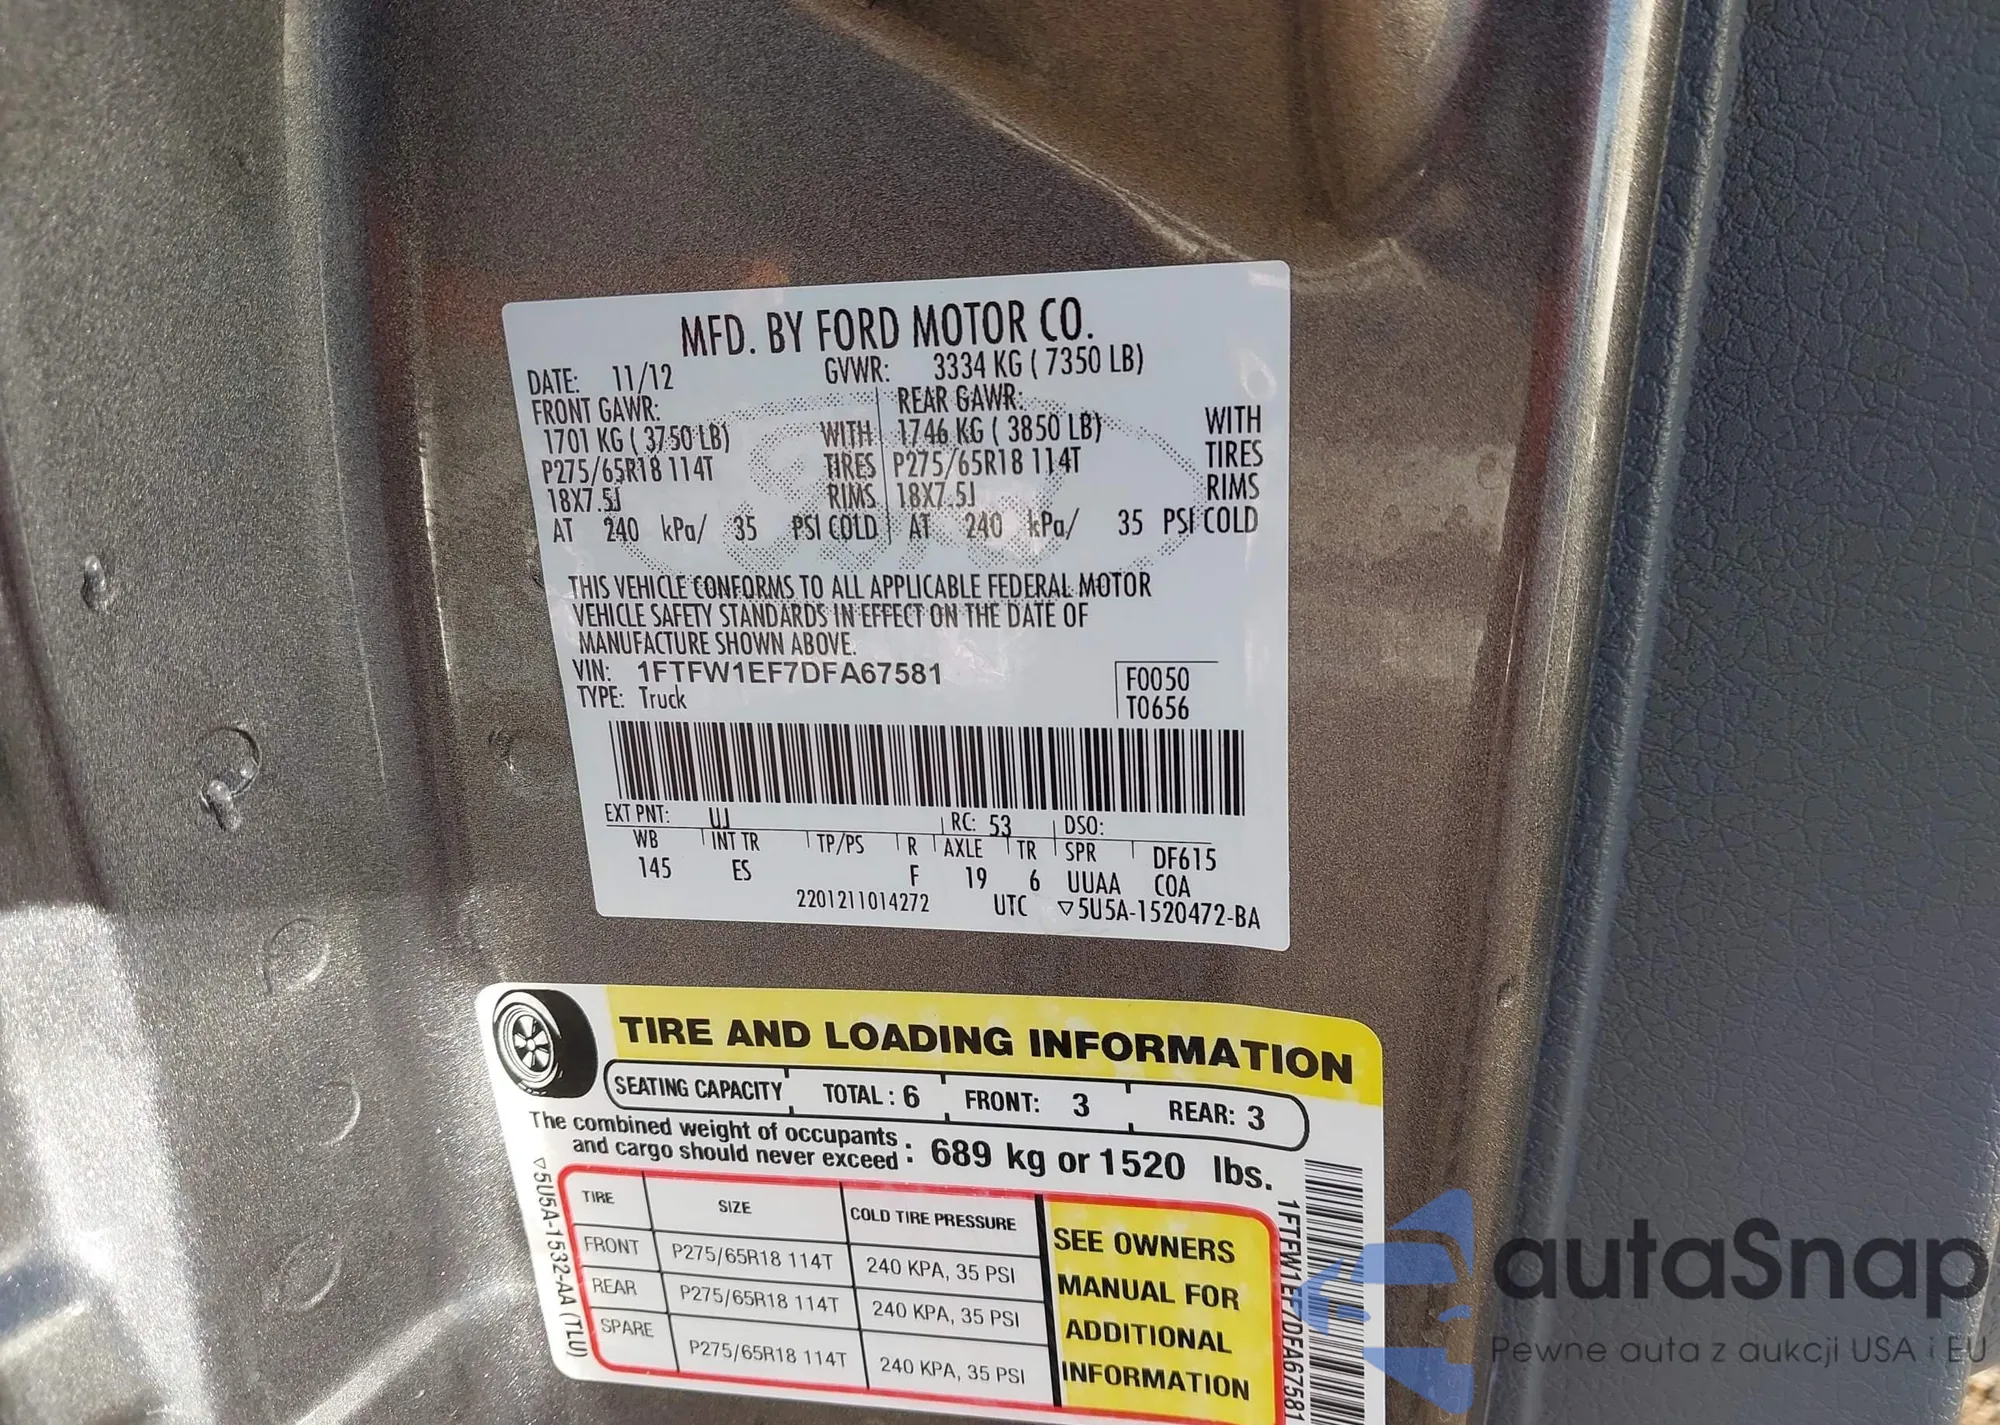 MFD. BY FORD MOTOR CO.
DATE: 11/12 GVWR: 3334 KG ( 7350 LB)
FRONT GAWR: REAR GAWR:
1701 KG ( 3750 LB) WITH 1746 KG ( 3850 LB) WITH
P275/65R18 114T TIRES P275/65R18 114T TIRES
18X7.5J RIMS 18X7.5J RIMS
AT 240 kPa/ 35 PSI COLD AT 240 kPa/ 35 PSI COLD
THIS VEHICLE CONFORMS TO ALL APPLICABLE FEDERAL MOTOR
VEHICLE SAFETY STANDARDS IN EFFECT ON THE DATE OF
MANUFACTURE SHOWN ABOVE.
VIN: 1FTFW1EF7DFA67581
TYPE: Truck
F0050
T0656
EXT PNT: UJ RC: 53 DSO:
WB INT TR TP/PS R AXLE TR SPR DF615
145 ES F 19 6 UUAA COA
2201211014272 UTC ▽5U5A-1520472-BA
TIRE AND LOADING INFORMATION
SEATING CAPACITY TOTAL : 6 FRONT: 3 REAR: 3
The combined weight of occupants
and cargo should never exceed : 689 kg or 1520 lbs.
TIRE SIZE COLD TIRE PRESSURE
FRONT P275/65R18 114T 240 KPA, 35 PSI
REAR P275/65R18 114T 240 KPA, 35 PSI
SPARE P275/65R18 114T 240 KPA, 35 PSI
SEE OWNERS
MANUAL FOR
ADDITIONAL
INFORMATION
▽5U5A-1532-AA (TLU)
1FTFW1EF7DFA67581
autaSnap
Pewne auta z aukcji USA i EU